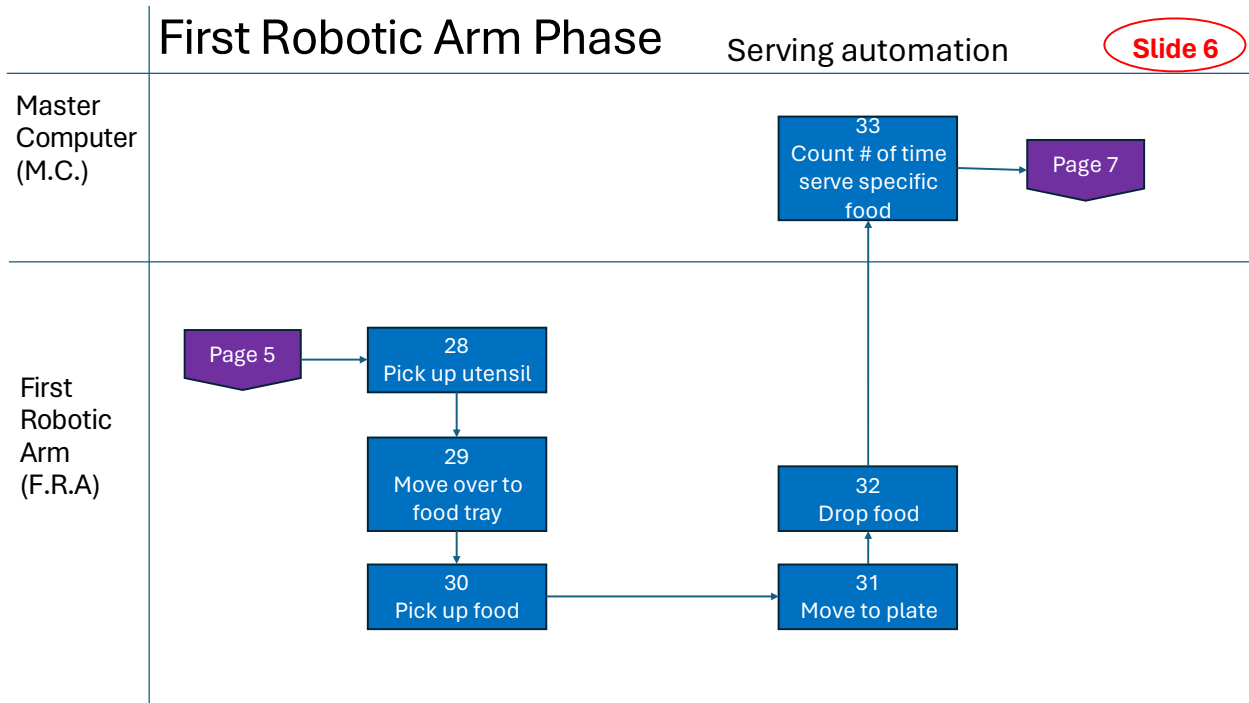 First Robotic Arm Phase
Serving automation
Slide 6
Master
Computer
(M.C.)
33
Count # of time
serve specific
food
Page 7
First
Robotic
Arm
(F.R.A)
Page 5
28
Pick up utensil
29
Move over to
food tray
30
Pick up food
31
Move to plate
32
Drop food